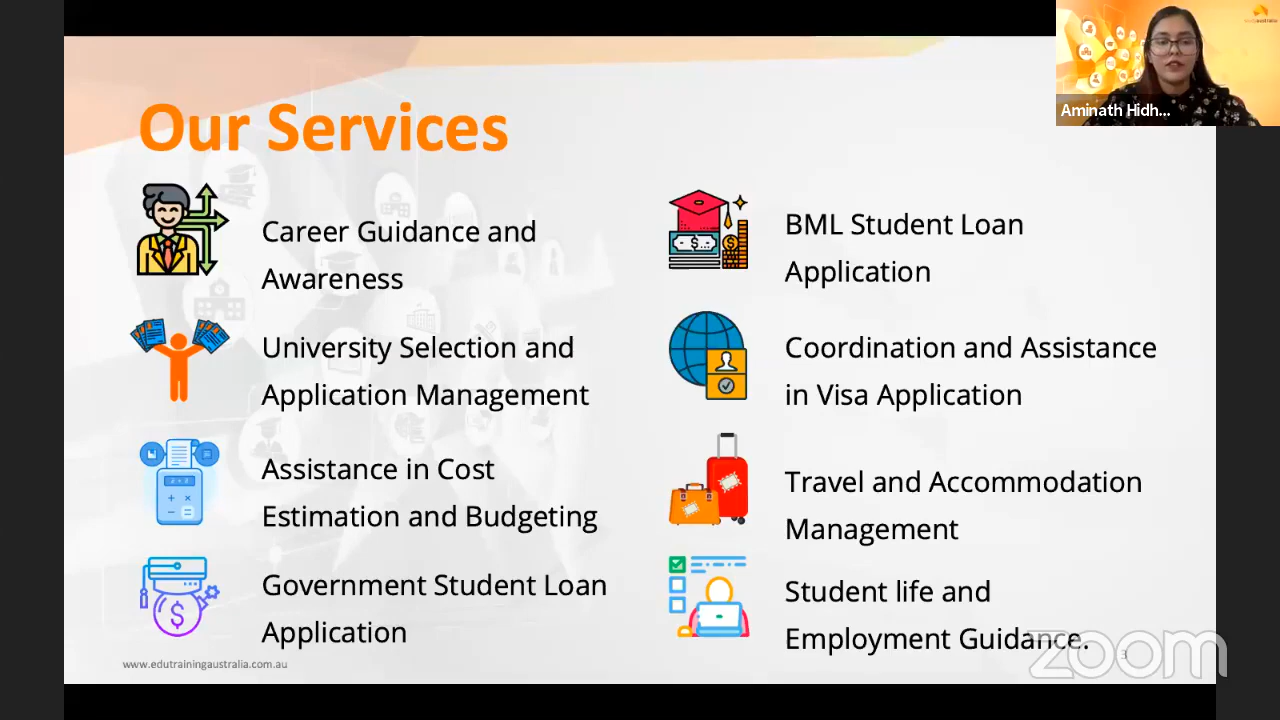 Our Services
Career Guidance and
Awareness
University Selection and
Application Management
Assistance in Cost
Estimation and Budgeting
Government Student Loan
Application
BML Student Loan
Application
Coordination and Assistance
in Visa Application
Travel and Accommodation
Management
Student life and
Employment Guidance.
www.edutrainingaustralia.com.au
3
zoom
Aminath Hidh...